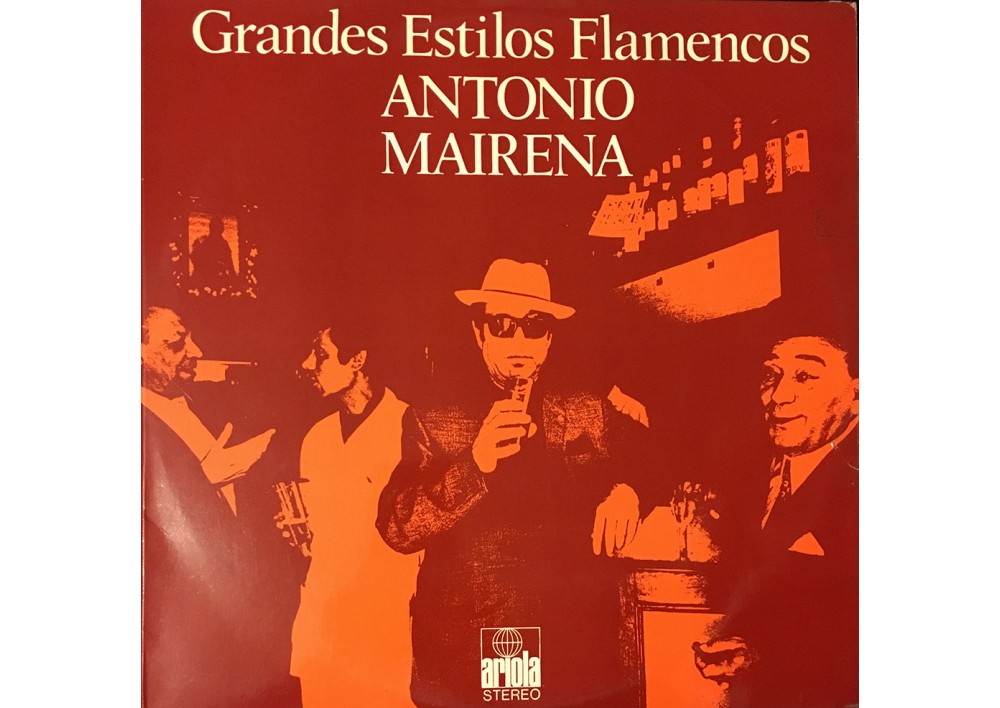 Grandes Estilos Flamencos
ANTONIO
MAIRENA
ariola
STEREO